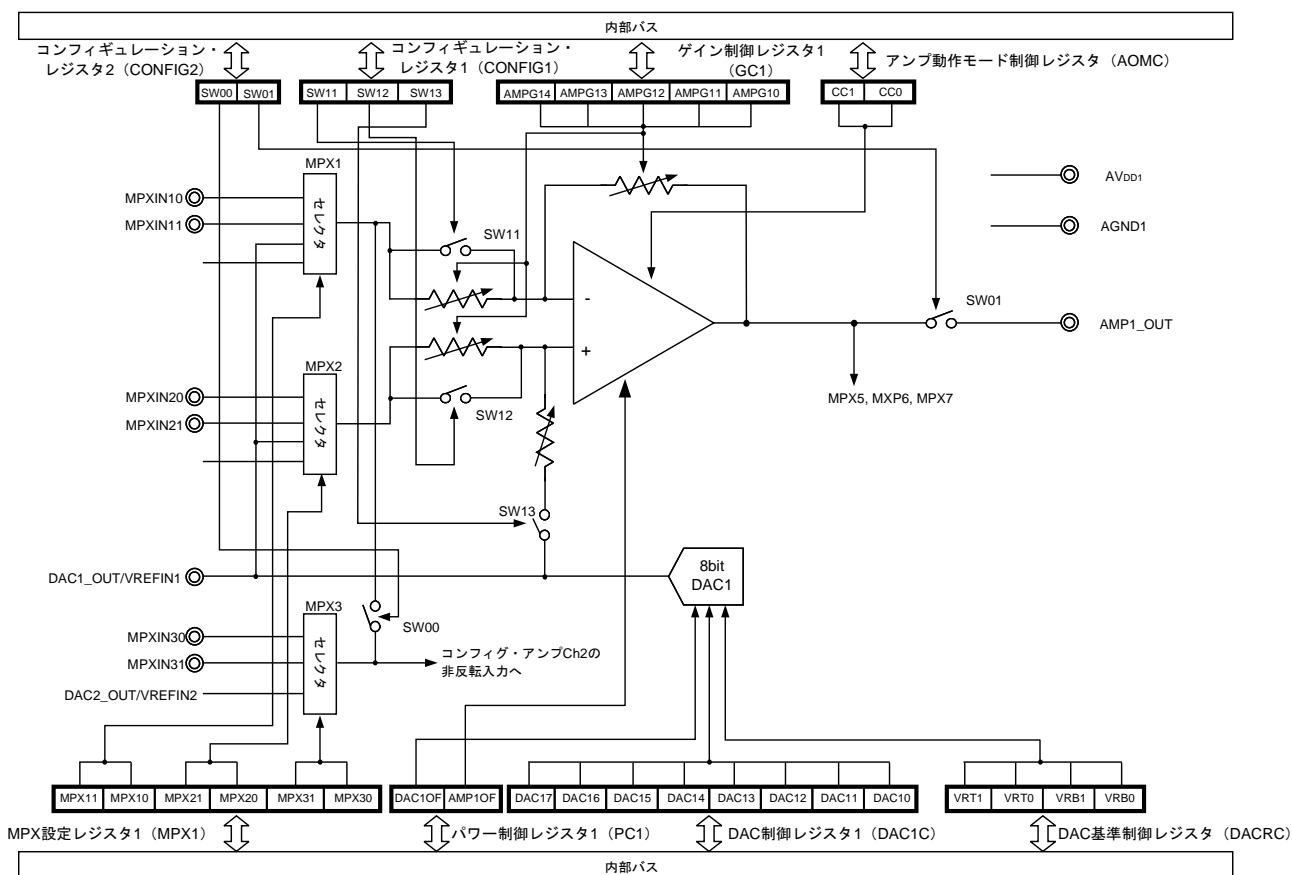 内部バス
コンフィギュレーション・
レジスタ2（CONFIG2）
コンフィギュレーション・
レジスタ1（CONFIG1）
ゲイン制御レジスタ1
（GC1）
アンプ動作モード制御レジスタ（AOMC）
SW00 SW01
SW11 SW12 SW13
AMPG14 AMPG13 AMPG12 AMPG11 AMPG10
CC1 CC0
MPX1
MPXIN10
MPXIN11
セレクタ
SW11
AVDD1
AGND1
-
+
SW01
AMP1_OUT
MPX2
MPXIN20
MPXIN21
セレクタ
SW12
MPX5, MXP6, MPX7
SW13
DAC1_OUT/VREFIN1
8bit
DAC1
MPX3
MPXIN30
MPXIN31
DAC2_OUT/VREFIN2
セレクタ
SW00
コンフィグ・アンプCh2の
非反転入力へ
MPX11 MPX10 MPX21 MPX20 MPX31 MPX30
DAC1OF AMP1OF
DAC17 DAC16 DAC15 DAC14 DAC13 DAC12 DAC11 DAC10
VRT1 VRT0 VRB1 VRB0
MPX設定レジスタ1（MPX1）
パワー制御レジスタ1（PC1）
DAC制御レジスタ1（DAC1C）
DAC基準制御レジスタ（DACRC）
内部バス